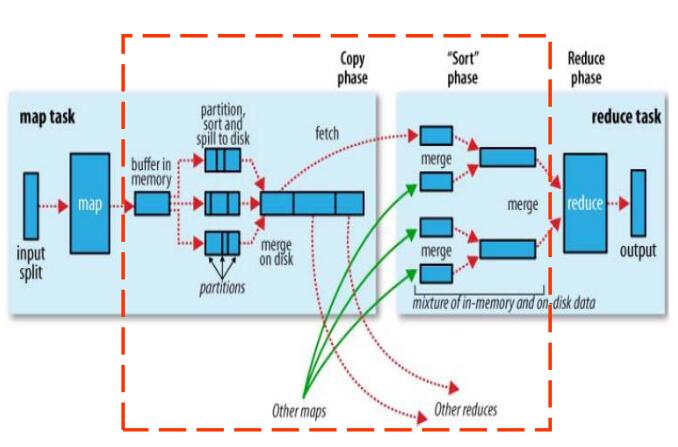 Copy
phase
"Sort"
phase
Reduce
phase
map task
partition,
sort and
spill to disk
fetch
reduce task
buffer in
memory
merge
map
merge
reduce
input
split
merge
on disk
merge
output
partitions
mixture of in-memory and on-disk data
Other maps
Other reduces